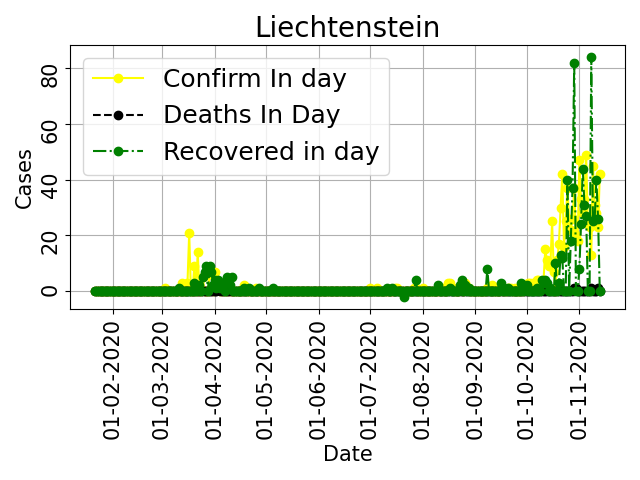 Liechtenstein
Confirm In day
Deaths In Day
Recovered in day
Cases
80
60
40
20
0
01-02-2020
01-03-2020
01-04-2020
01-05-2020
01-06-2020
01-07-2020
01-08-2020
01-09-2020
01-10-2020
01-11-2020
Date